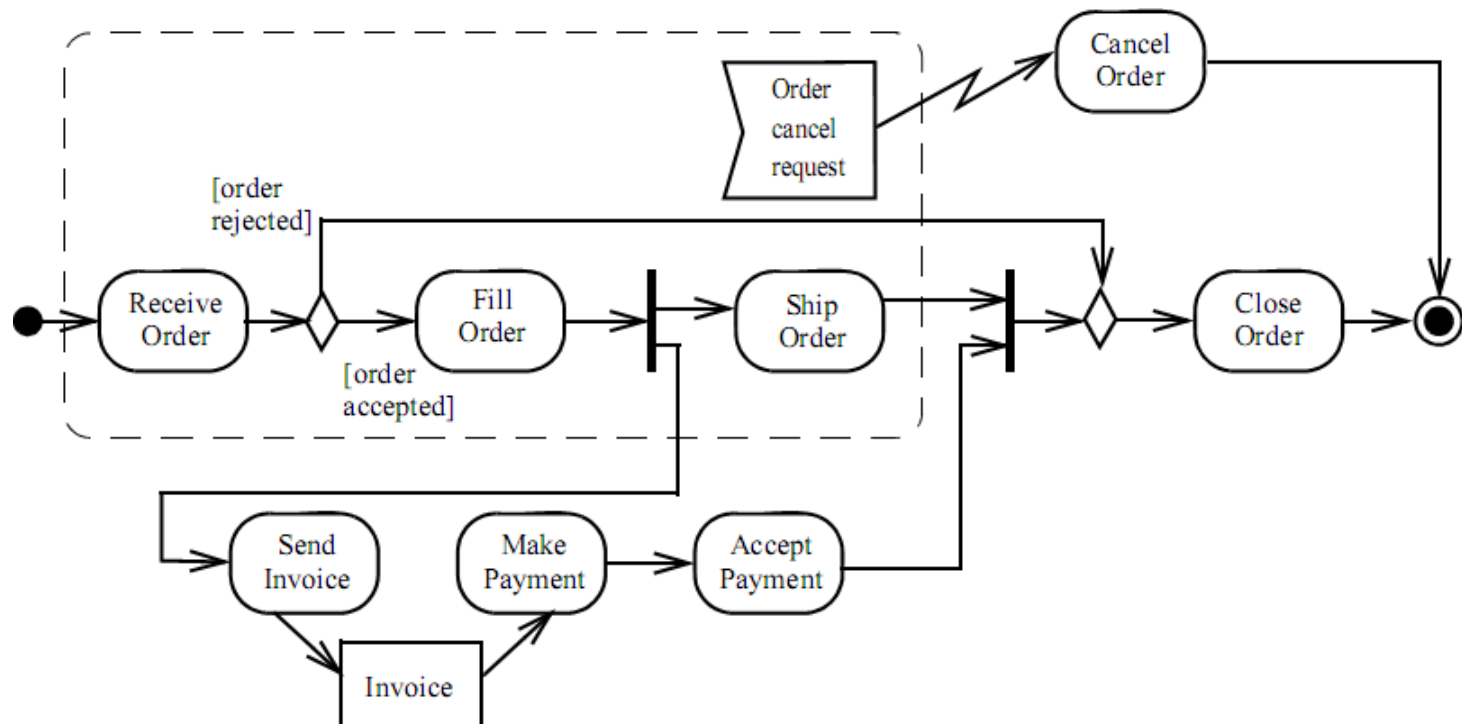 Cancel
Order
Order
cancel
request
[order
rejected]
Receive
Order
Fill
Order
Ship
Order
Close
Order
[order
accepted]
Send
Invoice
Make
Payment
Accept
Payment
Invoice